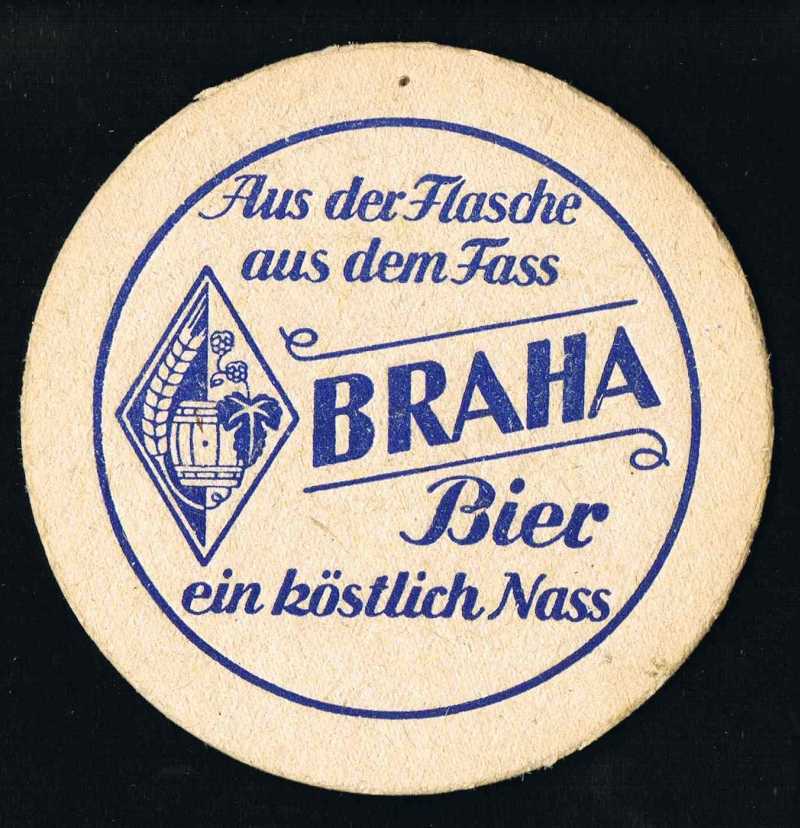 Aus der Flasche
aus dem Fass
BRAHA
Bier
ein köstlich Nass